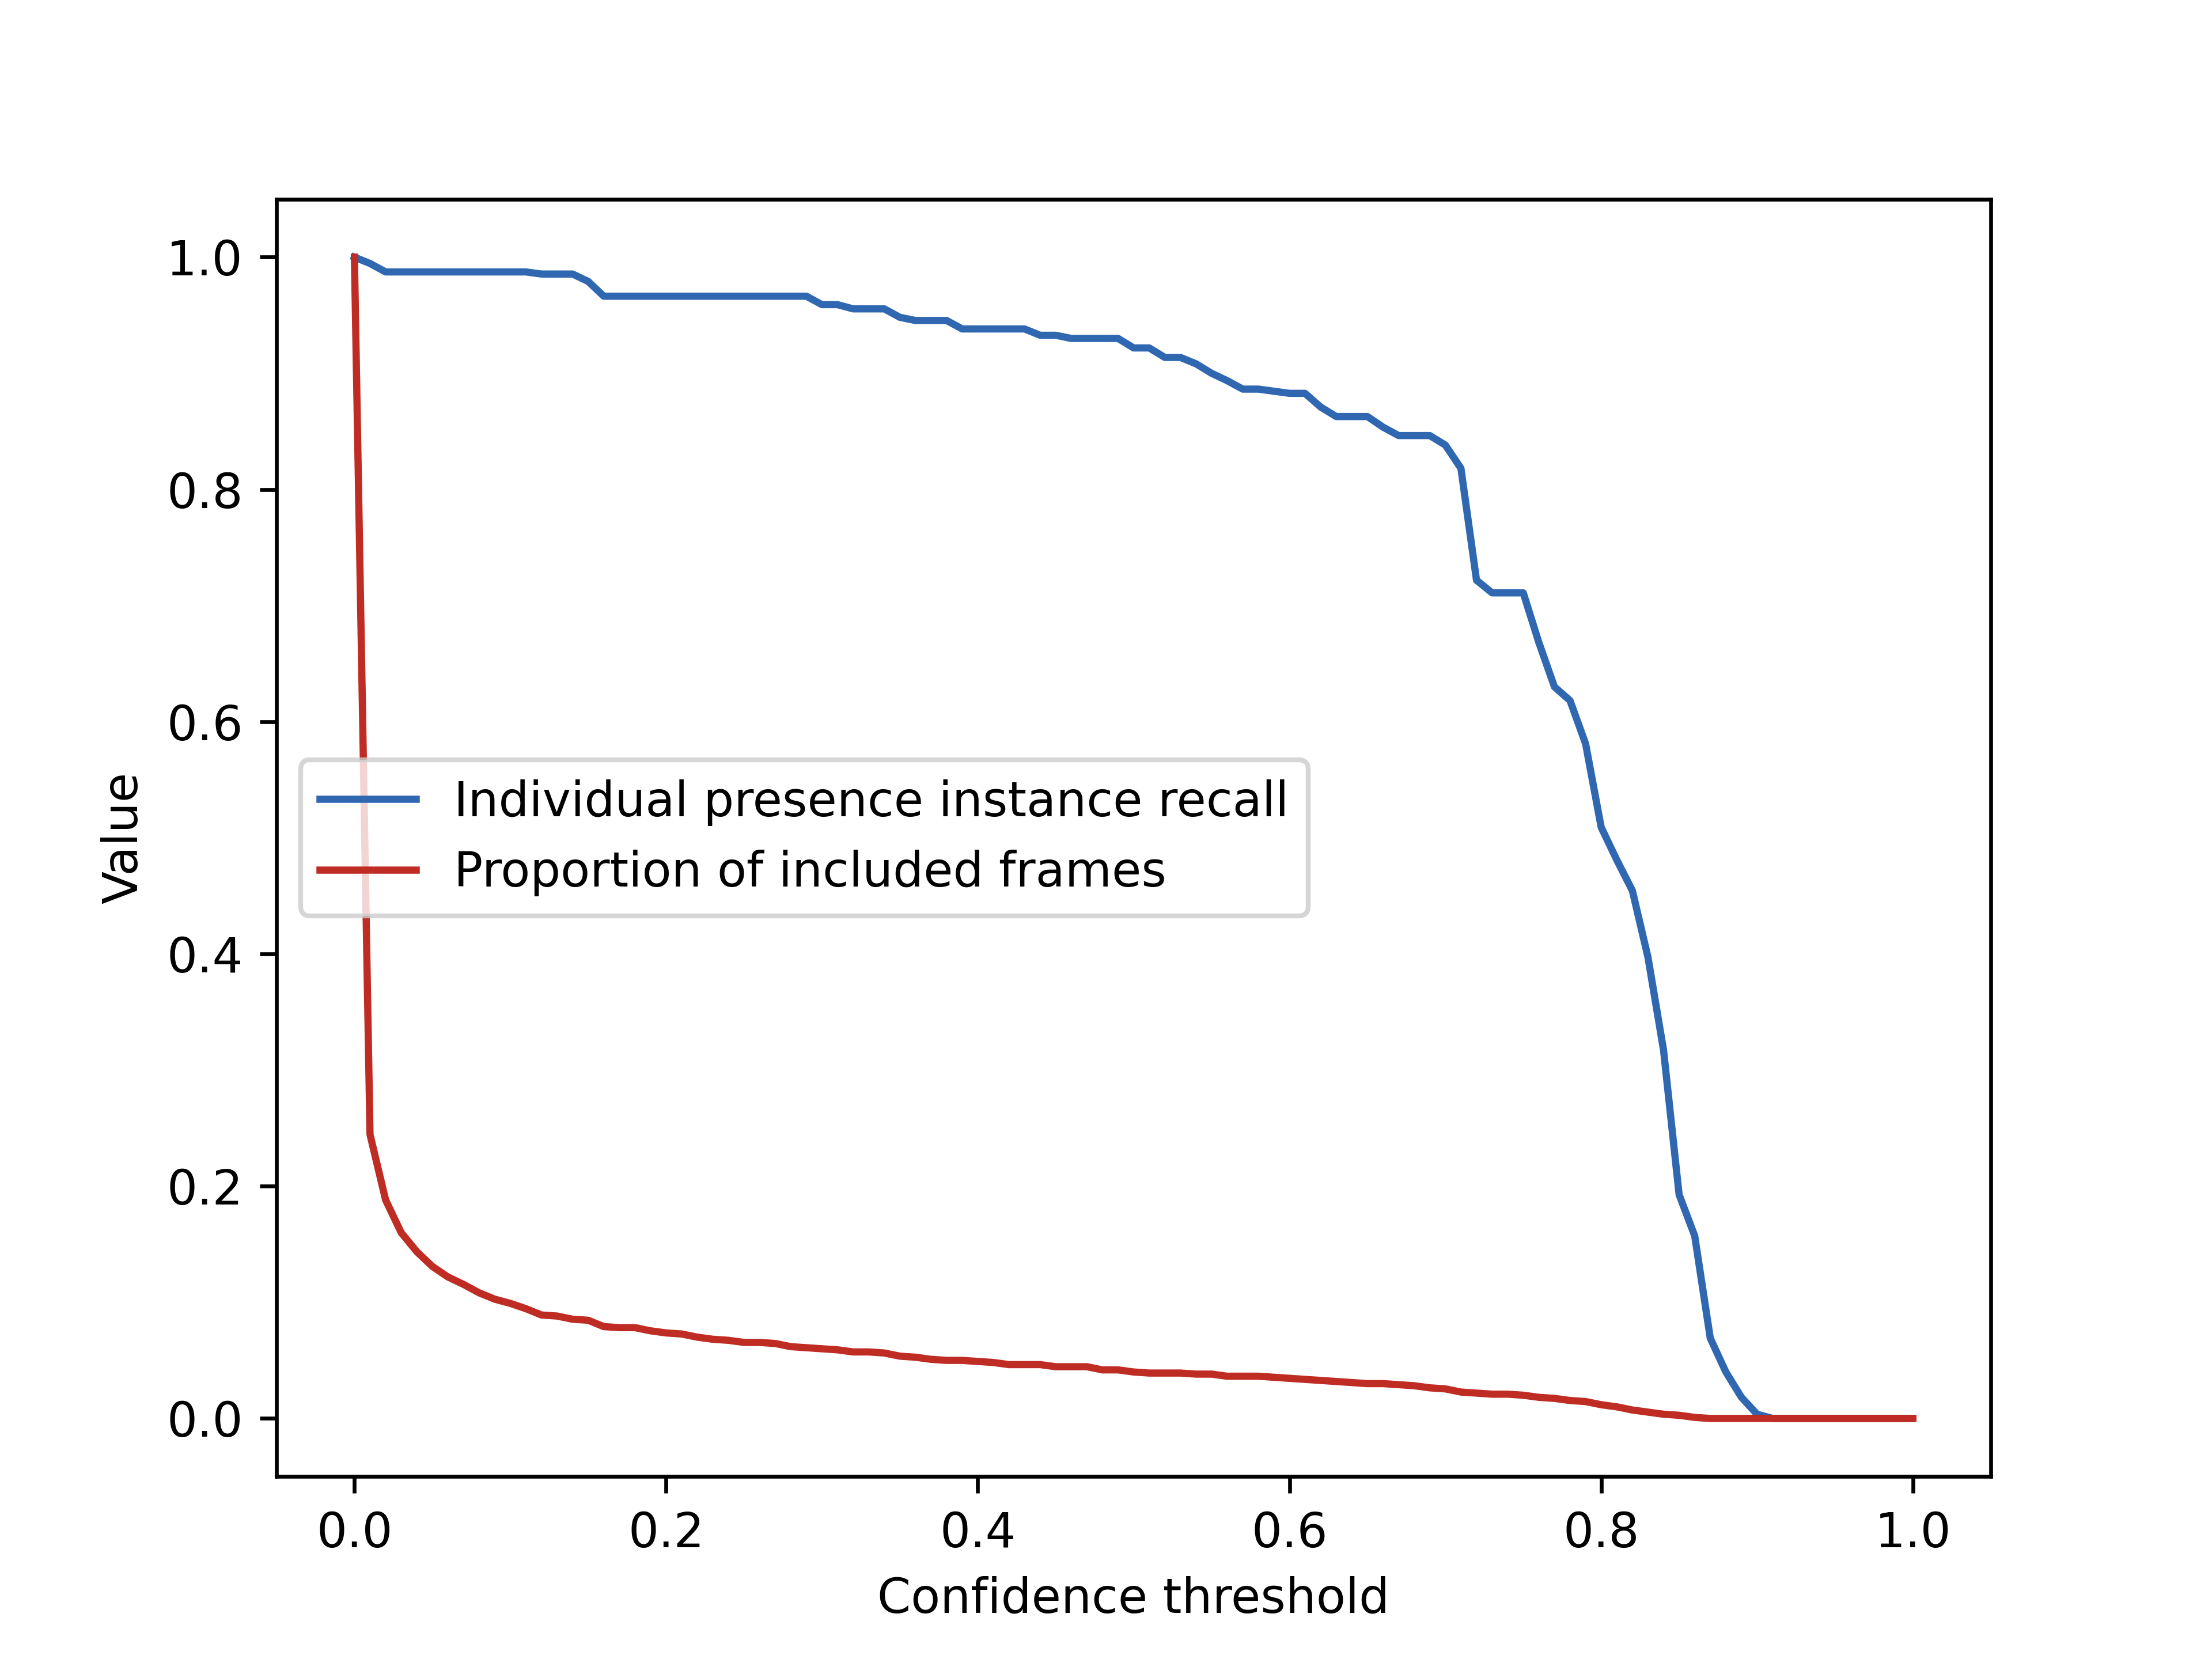 1.0
0.8
0.6
0.4
0.2
0.0
Value
Individual presence instance recall
Proportion of included frames
0.0 0.2 0.4 0.6 0.8 1.0
Confidence threshold